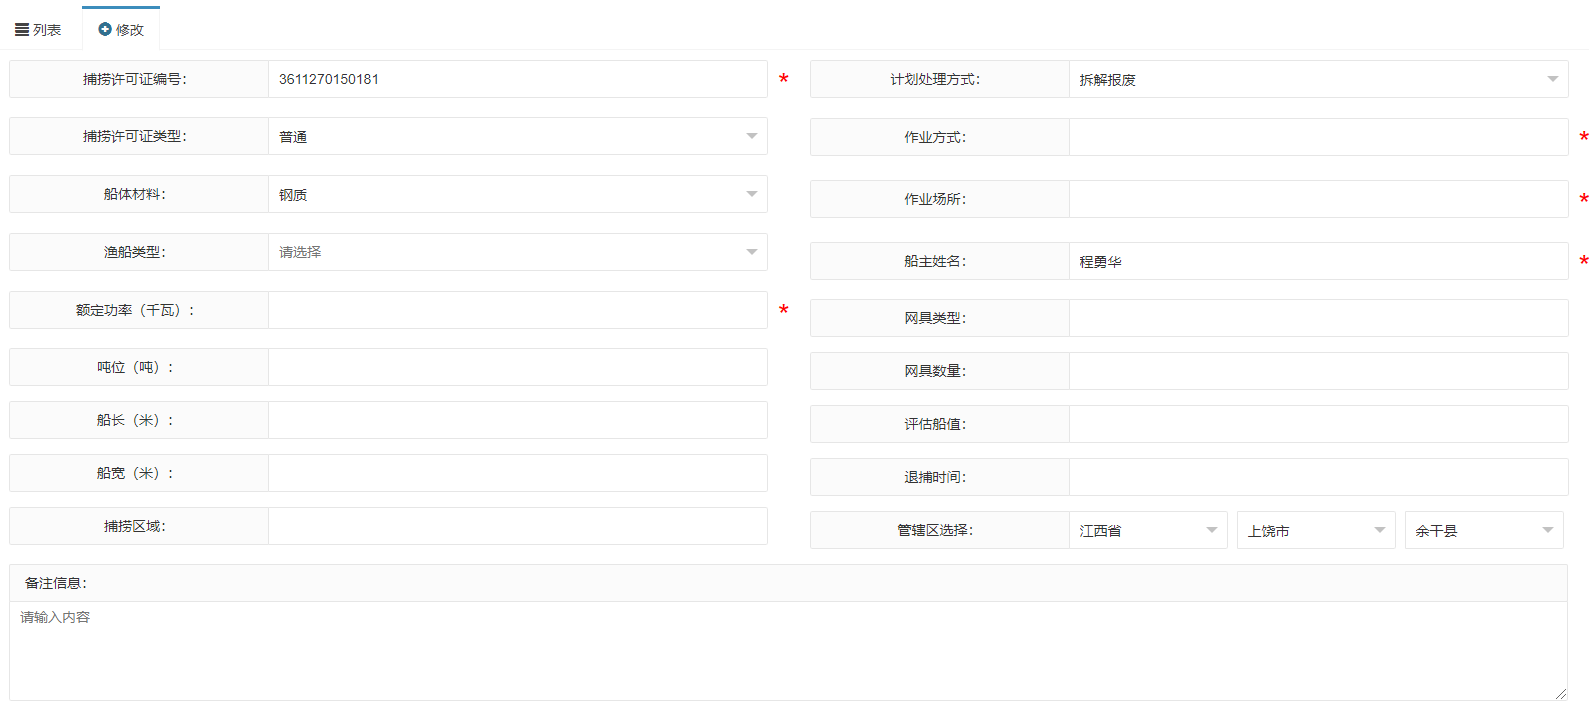 列表 修改
捕捞许可证编号： 3611270150181 *
计划处理方式： 拆解报废
捕捞许可证类型： 普通
作业方式： *
船体材料： 钢质
作业场所： *
渔船类型： 请选择
船主姓名： 程勇华 *
额定功率（千瓦）： *
网具类型：
吨位（吨）：
网具数量：
船长（米）：
评估船值：
船宽（米）：
退捕时间：
捕捞区域：
管辖区选择： 江西省 上饶市 余干县
备注信息：
请输入内容